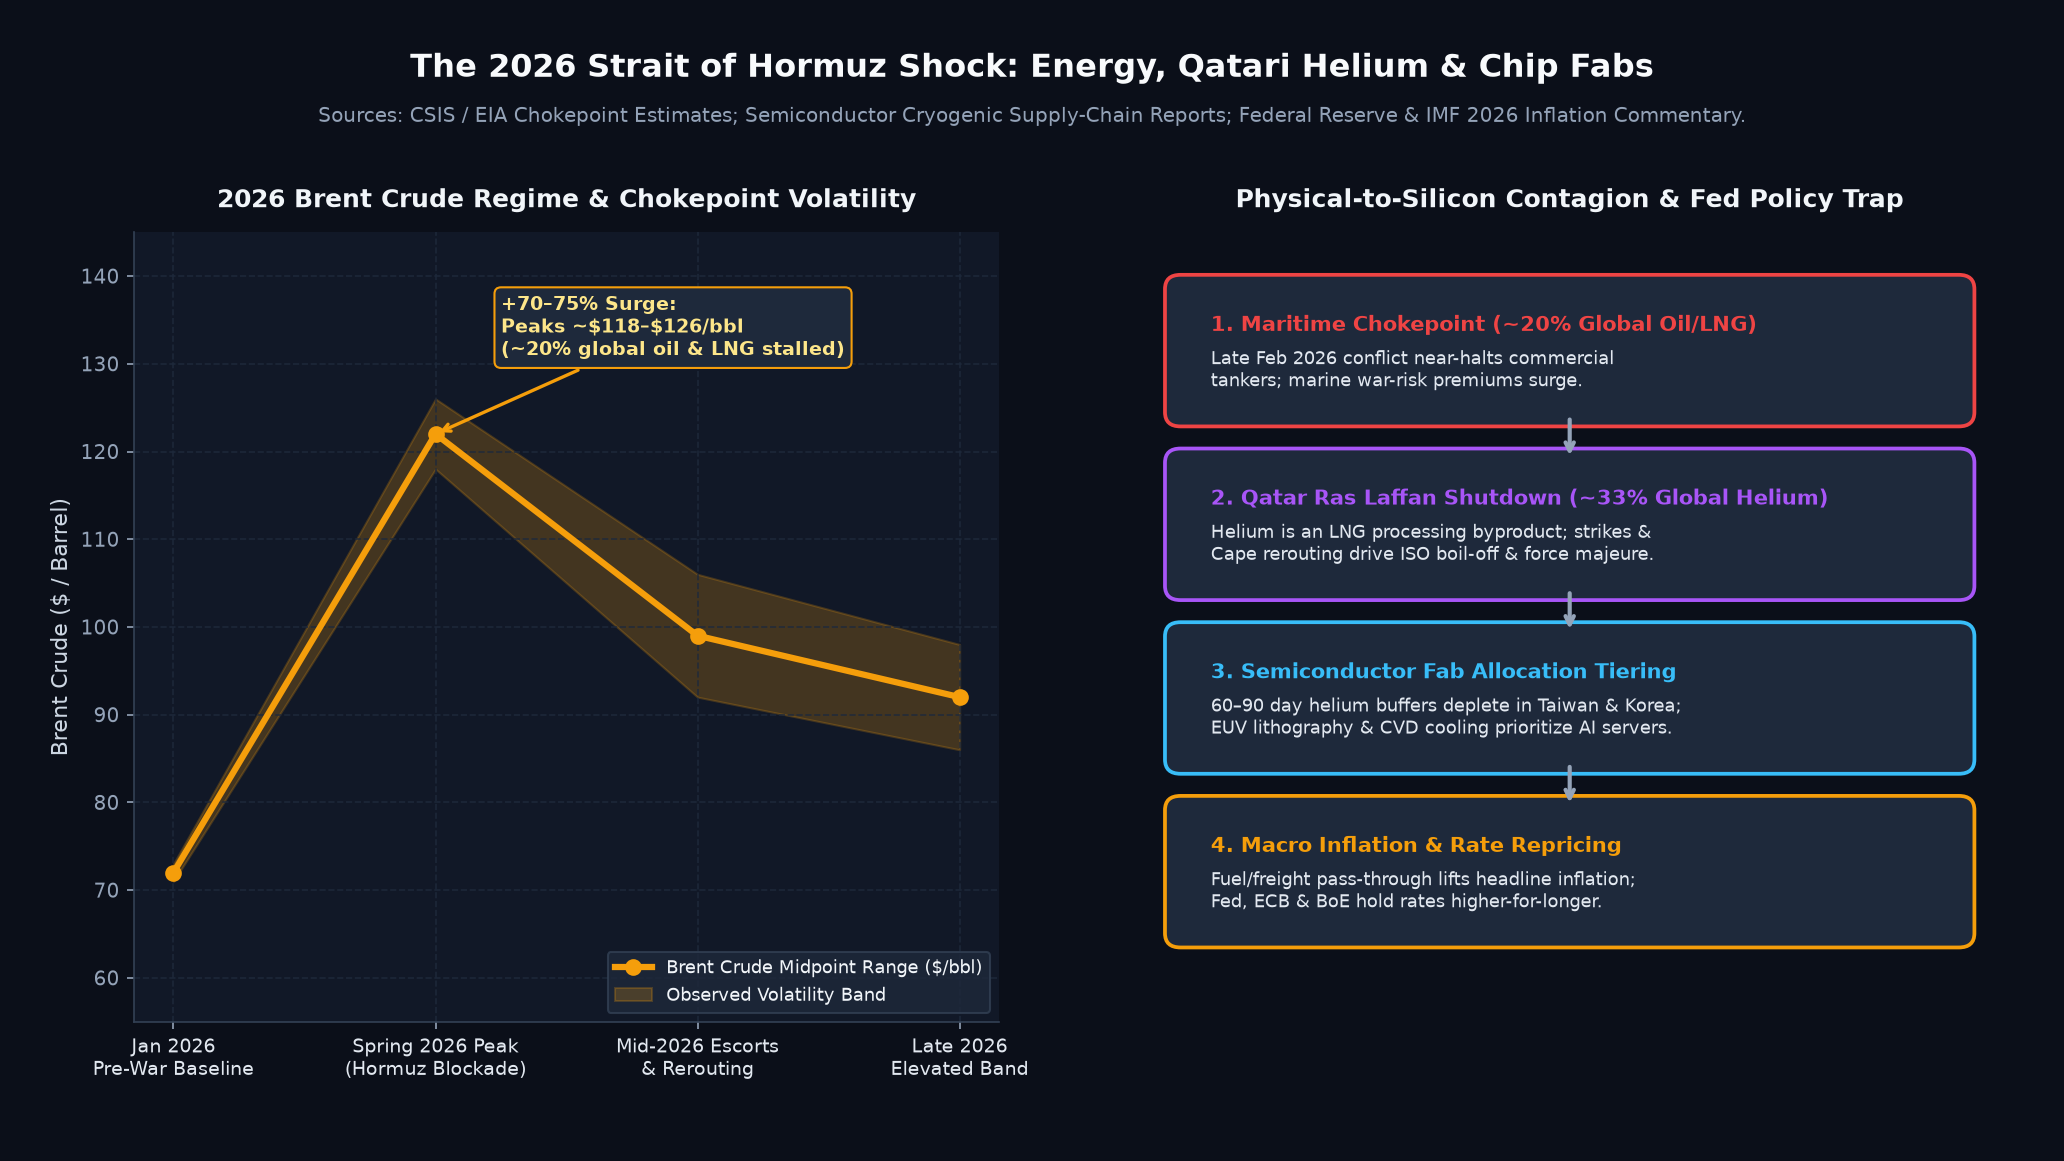 The 2026 Strait of Hormuz Shock: Energy, Qatari Helium & Chip Fabs
Sources: CSIS / EIA Chokepoint Estimates; Semiconductor Cryogenic Supply-Chain Reports; Federal Reserve & IMF 2026 Inflation Commentary.
2026 Brent Crude Regime & Chokepoint Volatility
Brent Crude ($ / Barrel)
140
130
120
110
100
90
80
70
60
+70–75% Surge:
Peaks ~$118–$126/bbl
(~20% global oil & LNG stalled)
Brent Crude Midpoint Range ($/bbl)
Observed Volatility Band
Jan 2026
Pre-War Baseline
Spring 2026 Peak
(Hormuz Blockade)
Mid-2026 Escorts
& Rerouting
Late 2026
Elevated Band
Physical-to-Silicon Contagion & Fed Policy Trap
1. Maritime Chokepoint (~20% Global Oil/LNG)
Late Feb 2026 conflict near-halts commercial
tankers; marine war-risk premiums surge.
2. Qatar Ras Laffan Shutdown (~33% Global Helium)
Helium is an LNG processing byproduct; strikes &
Cape rerouting drive ISO boil-off & force majeure.
3. Semiconductor Fab Allocation Tiering
60–90 day helium buffers deplete in Taiwan & Korea;
EUV lithography & CVD cooling prioritize AI servers.
4. Macro Inflation & Rate Repricing
Fuel/freight pass-through lifts headline inflation;
Fed, ECB & BoE hold rates higher-for-longer.